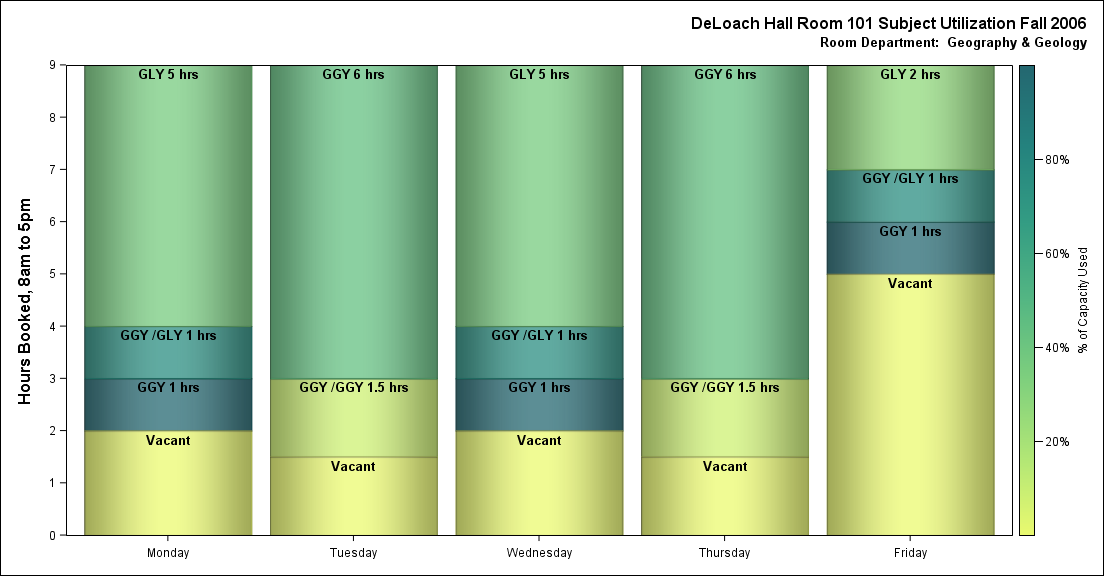 DeLoach Hall Room 101 Subject Utilization Fall 2006
Room Department:  Geography & Geology
Hours Booked, 8am to 5pm
9
8
7
6
5
4
3
2
1
0
GLY 5 hrs
GGY /GLY 1 hrs
GGY 1 hrs
Vacant
GGY 6 hrs
GGY /GGY 1.5 hrs
Vacant
GLY 5 hrs
GGY /GLY 1 hrs
GGY 1 hrs
Vacant
GGY 6 hrs
GGY /GGY 1.5 hrs
Vacant
GLY 2 hrs
GGY /GLY 1 hrs
GGY 1 hrs
Vacant
Monday
Tuesday
Wednesday
Thursday
Friday
80%
60%
40%
20%
% of Capacity Used